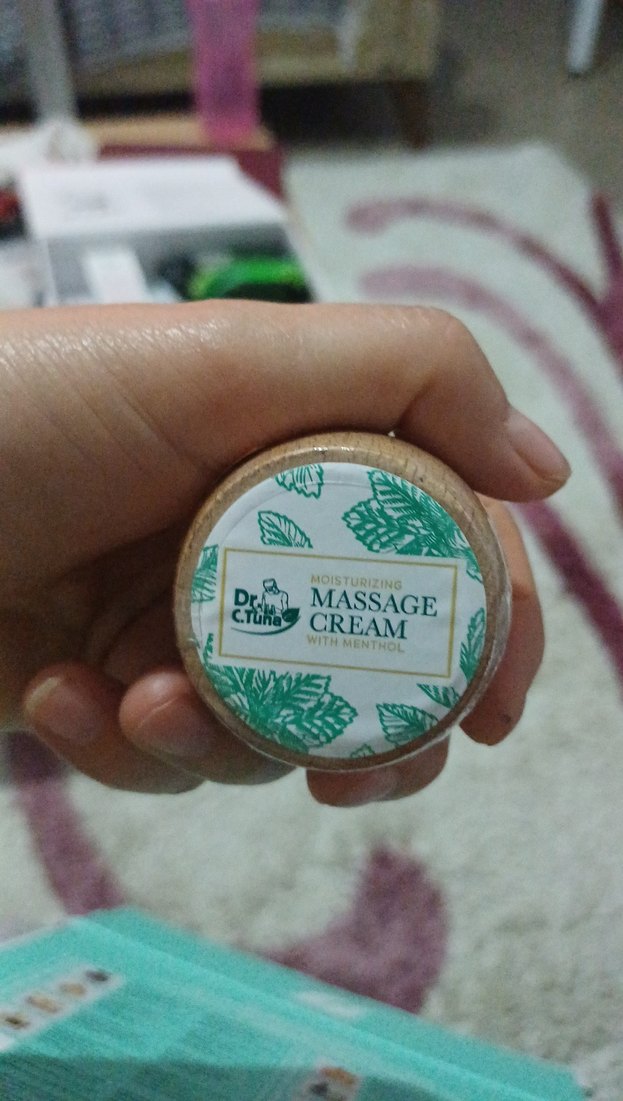 Dr.
C.Tuna
MOISTURIZING
MASSAGE
CREAM
WITH MENTHOL